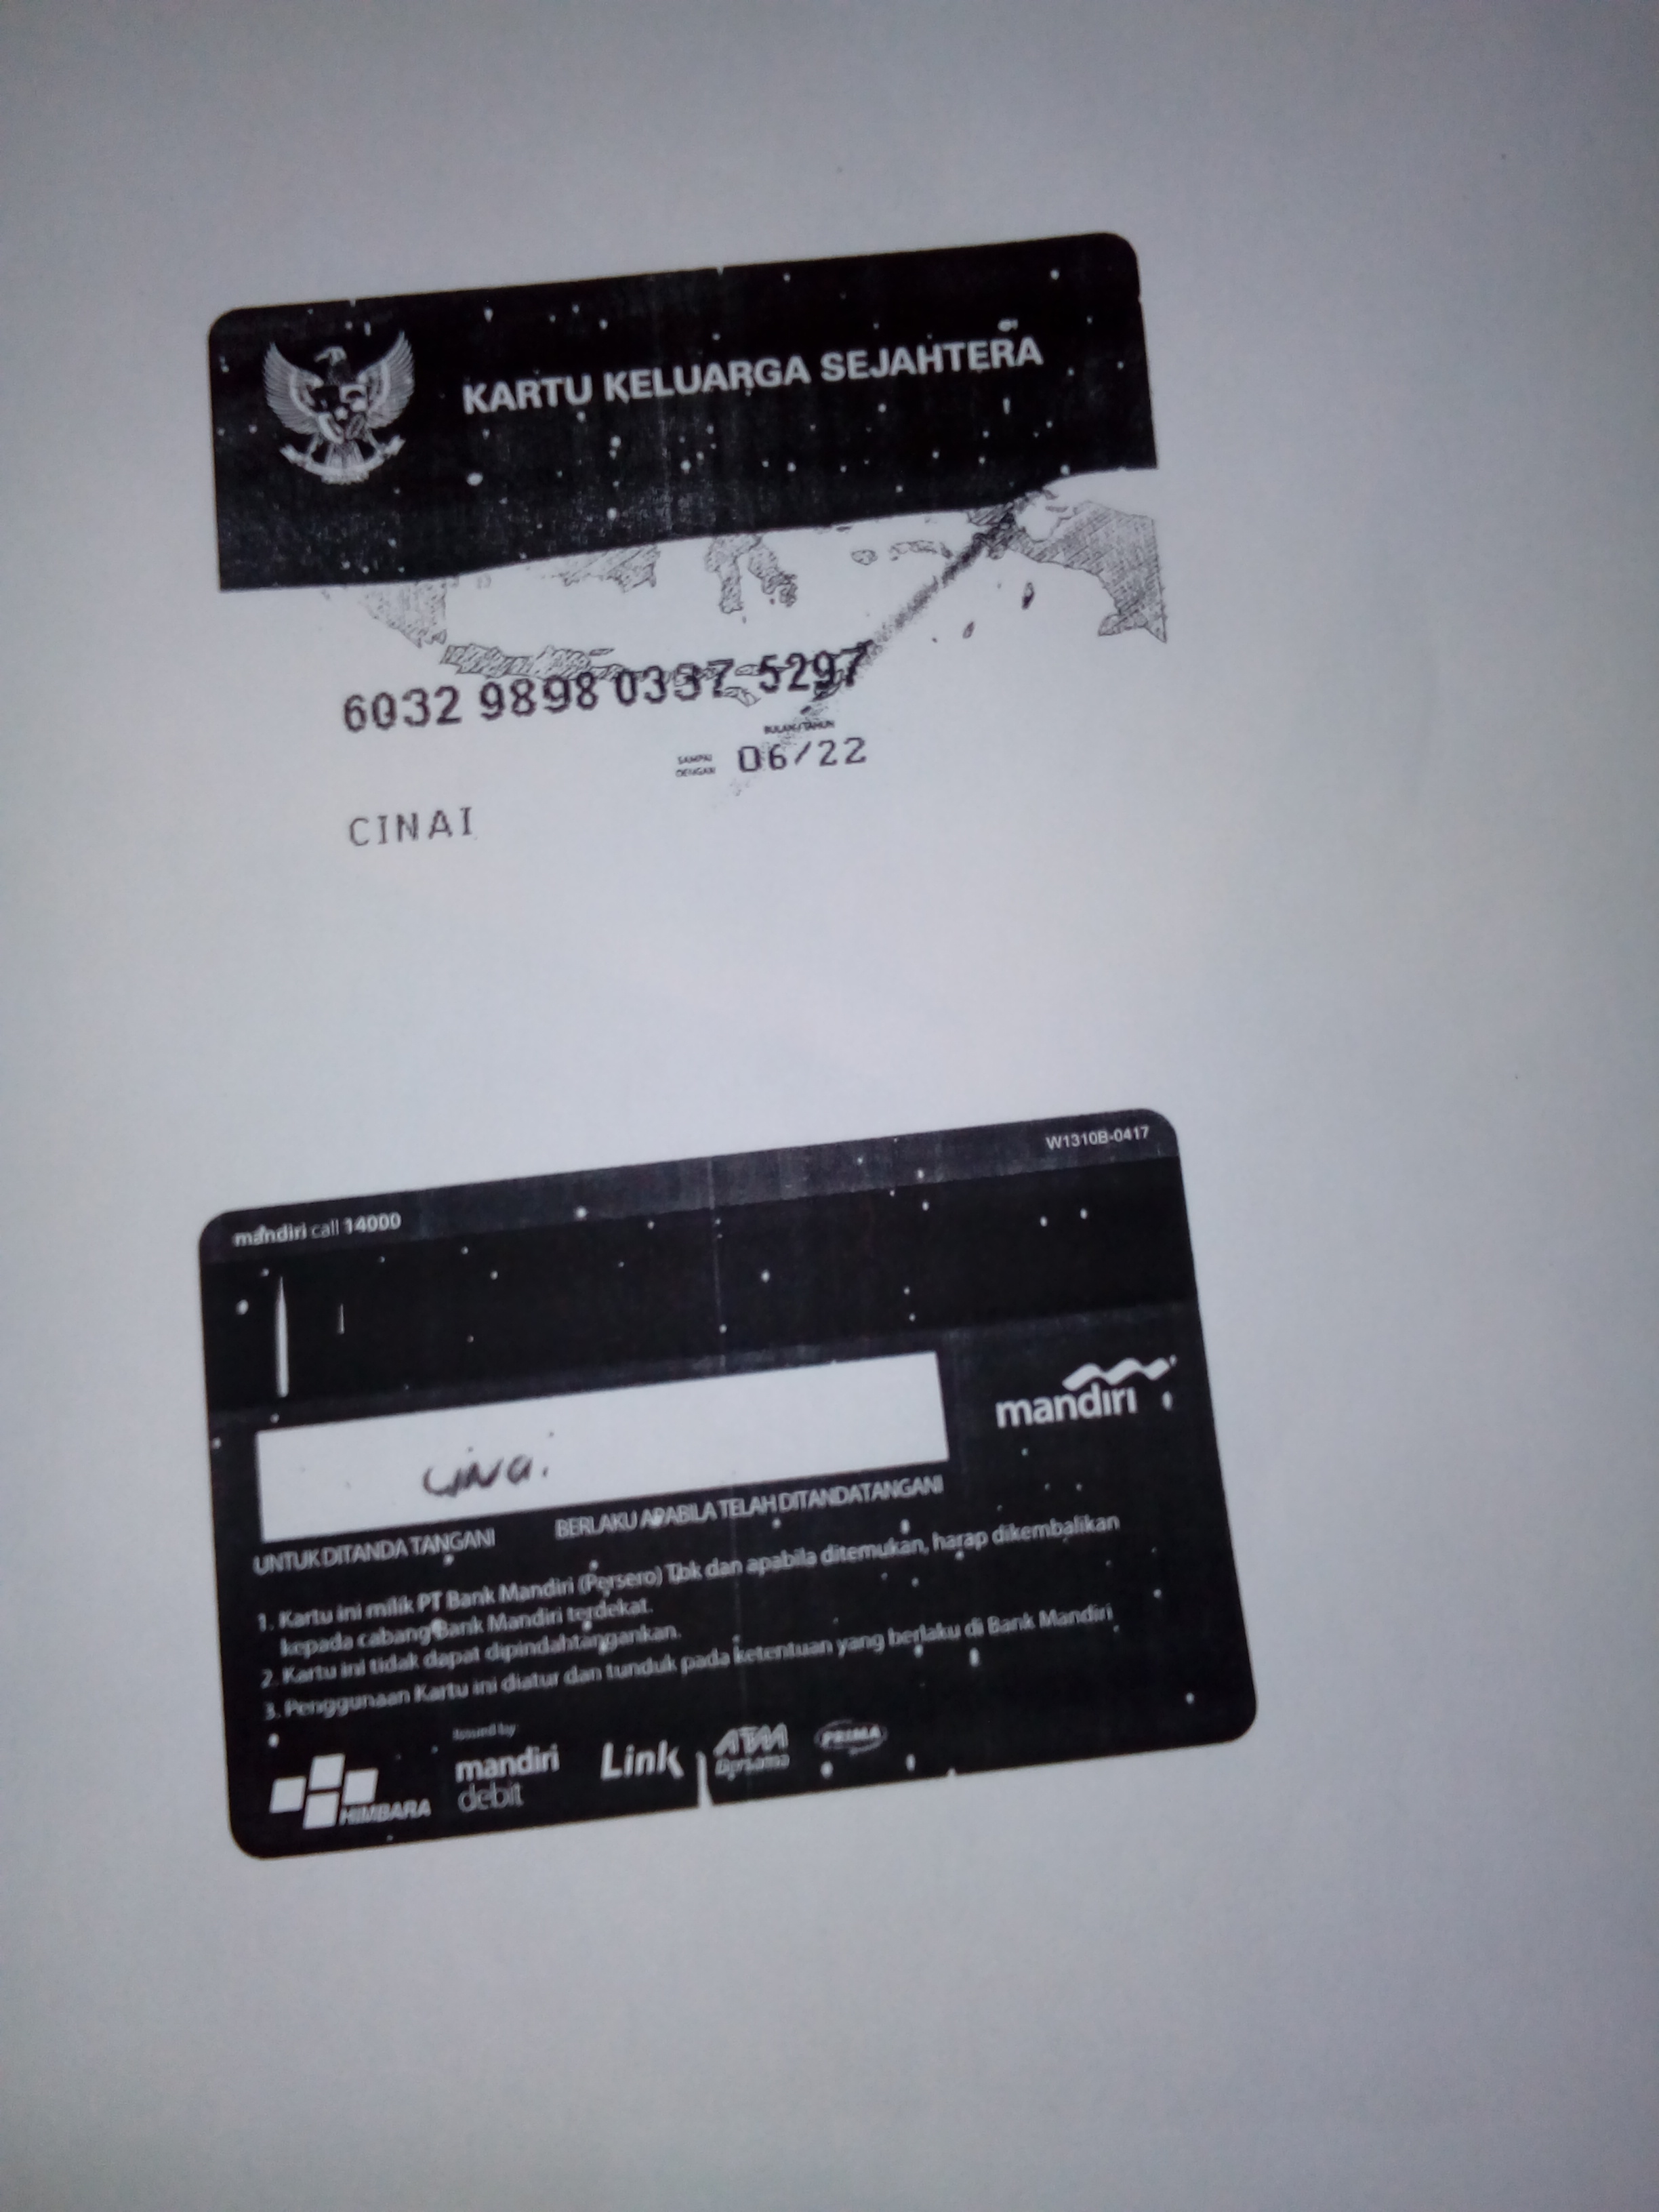 KARTU KELUARGA SEJAHTERA
6032 9898 0337 5297
BULAN/TAHUN
SAMPAI
DENGAN
06/22
CINAI
mandiri call 14000
W1310B-0417
mandiri
cinai
UNTUK DITANDA TANGANI
BERLAKU APABILA TELAH DITANDATANGANI
1. Kartu ini milik PT Bank Mandiri (Persero) Tbk dan apabila ditemukan, harap dikembalikan
kepada cabang Bank Mandiri terdekat.
2. Kartu ini tidak dapat dipindahtangankan.
3. Penggunaan Kartu ini diatur dan tunduk pada ketentuan yang berlaku di Bank Mandiri
HIMBARA
Issued by
mandiri
debit
Link
ATM
Bersama
PRIMA